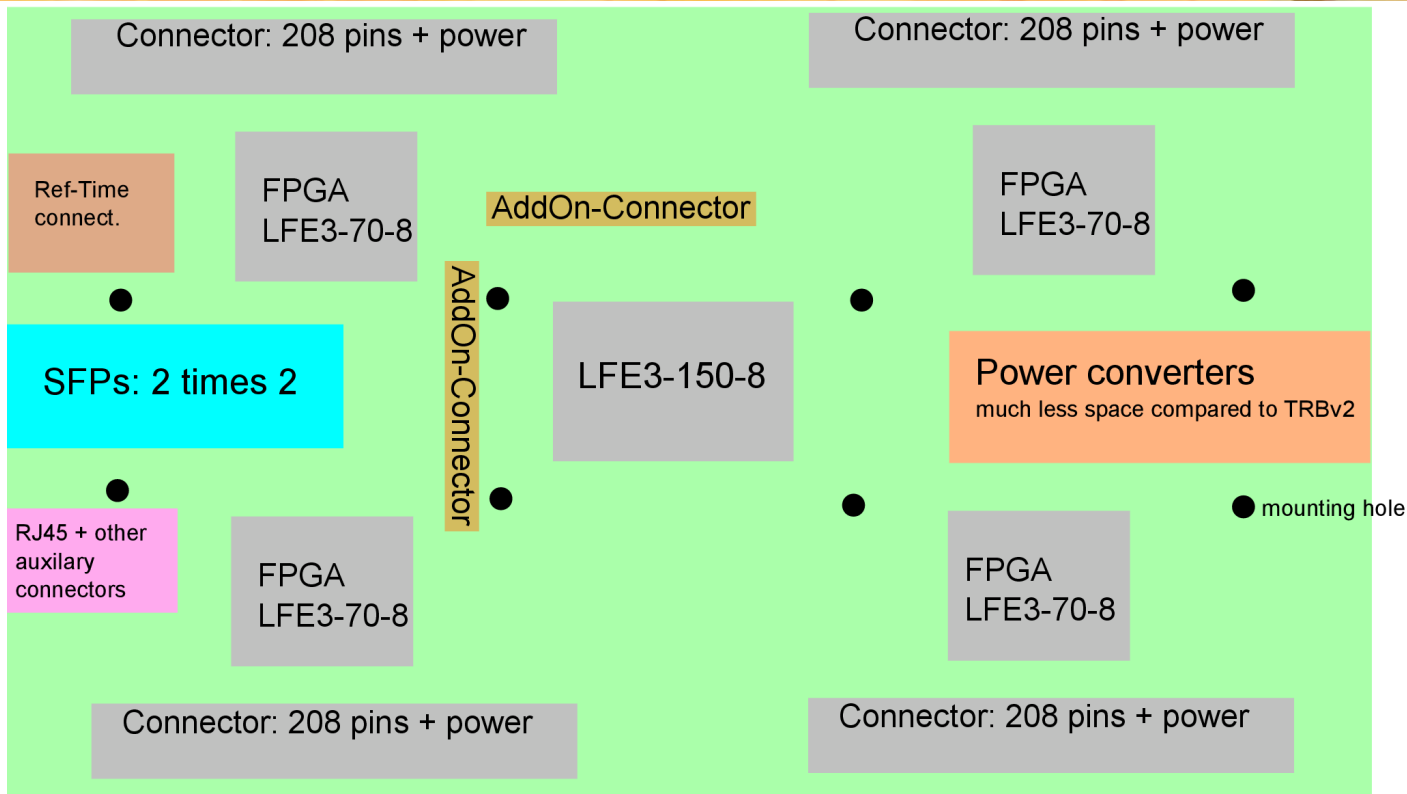 Connector: 208 pins + power
Connector: 208 pins + power
Ref-Time
connect.
FPGA
LFE3-70-8
AddOn-Connector
FPGA
LFE3-70-8
SFPs: 2 times 2
AddOn-Connector
LFE3-150-8
Power converters
much less space compared to TRBv2
mounting hole
RJ45 + other
auxilary
connectors
FPGA
LFE3-70-8
FPGA
LFE3-70-8
Connector: 208 pins + power
Connector: 208 pins + power